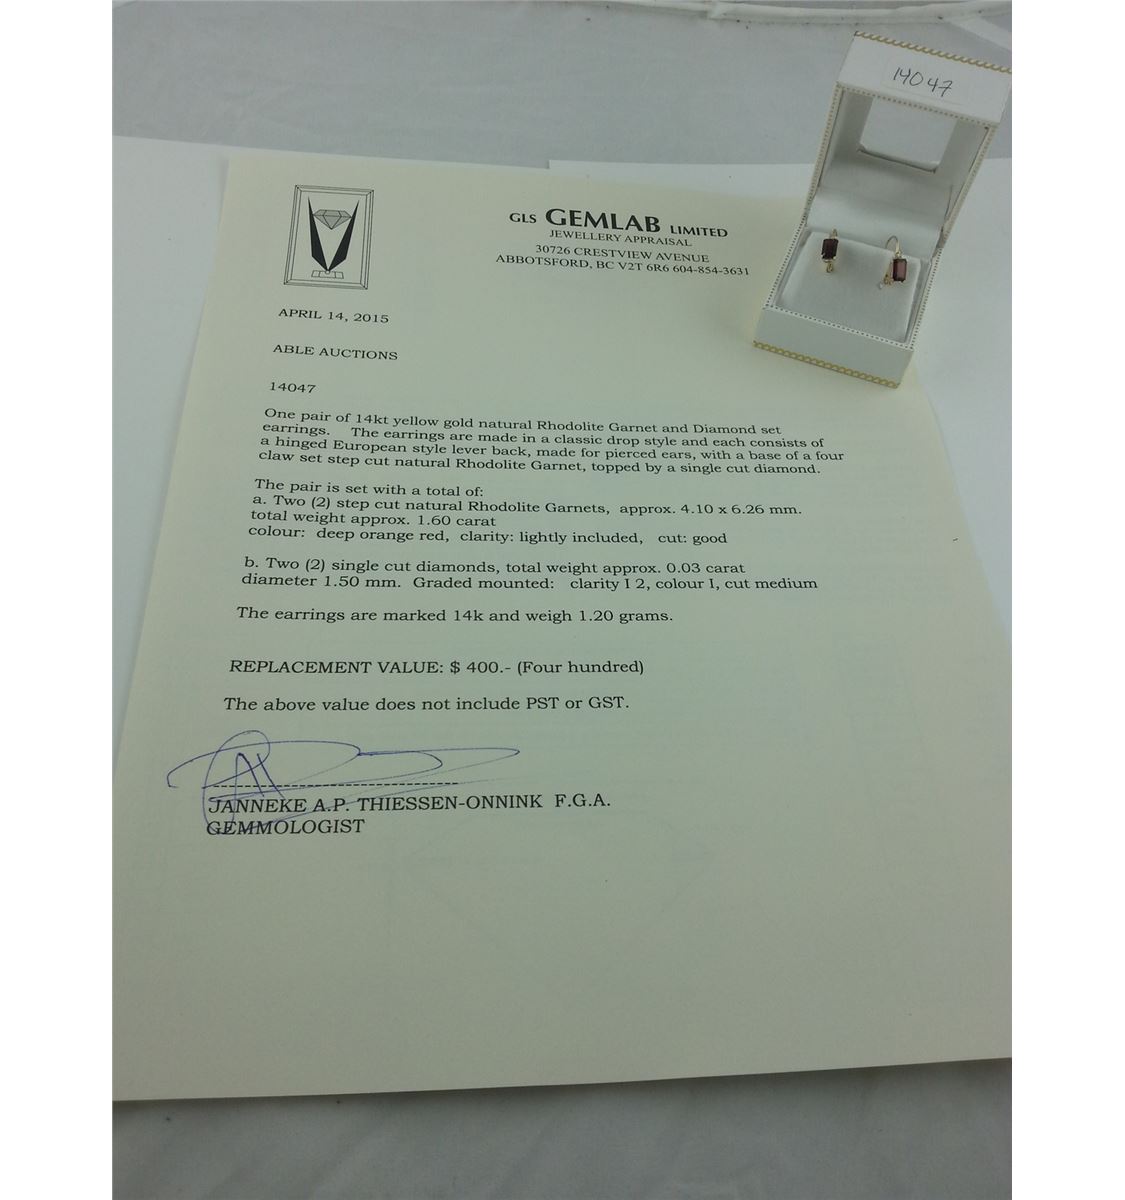 14047
GLS GEMLAB LIMITED
JEWELLERY APPRAISAL
30726 CRESTVIEW AVENUE
ABBOTSFORD, BC V2T 6R6 604-854-3631
APRIL 14, 2015
ABLE AUCTIONS
14047
One pair of 14kt yellow gold natural Rhodolite Garnet and Diamond set
earrings. The earrings are made in a classic drop style and each consists of
a hinged European style lever back, made for pierced ears, with a base of a four
claw set step cut natural Rhodolite Garnet, topped by a single cut diamond.
The pair is set with a total of:
a. Two (2) step cut natural Rhodolite Garnets, approx. 4.10 x 6.26 mm.
total weight approx. 1.60 carat
colour: deep orange red, clarity: lightly included, cut: good
b. Two (2) single cut diamonds, total weight approx. 0.03 carat
diameter 1.50 mm. Graded mounted: clarity I 2, colour I, cut medium
The earrings are marked 14k and weigh 1.20 grams.
REPLACEMENT VALUE: $ 400.- (Four hundred)
The above value does not include PST or GST.
JANNEKE A.P. THIESSEN-ONNINK F.G.A.
GEMMOLOGIST